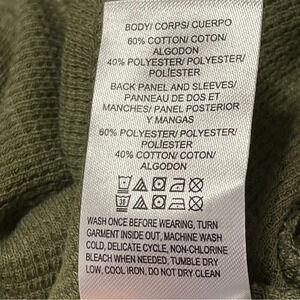 BODY/ CORPS/ CUERPO
60% COTTON/ COTON/
ALGODON
40% POLYESTER/ POLYESTER/
POLÍESTER
BACK PANEL AND SLEEVES/
PANNEAU DE DOS ET
MANCHES/ PANEL POSTERIOR
Y MANGAS
60% POLYESTER/ POLYESTER/
40% COTTON/ COTON/
ALGODON
30
WASH ONCE BEFORE WEARING, TURN
GARMENT INSIDE OUT, MACHINE WASH
COLD, DELICATE CYCLE, NON-CHLORINE
BLEACH WHEN NEEDED, TUMBLE DRY
LOW, COOL IRON, DO NOT DRY CLEAN